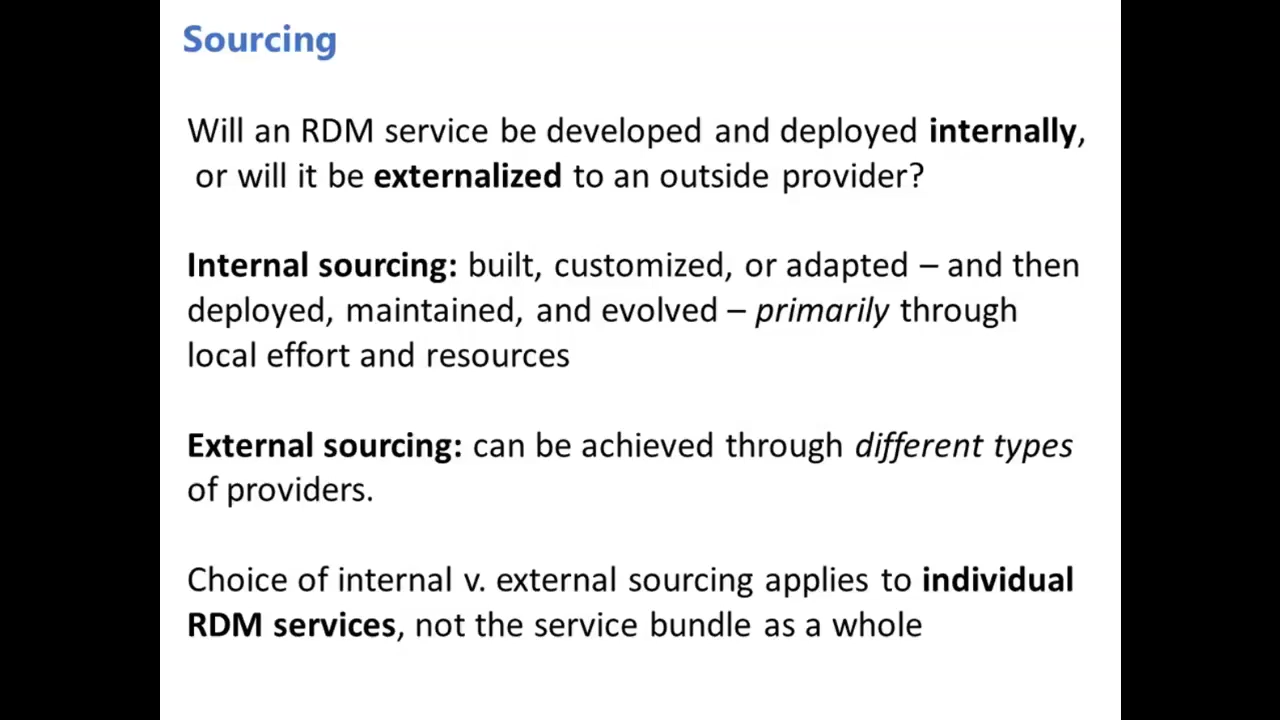 Sourcing
Will an RDM service be developed and deployed internally,
or will it be externalized to an outside provider?
Internal sourcing: built, customized, or adapted – and then
deployed, maintained, and evolved – primarily through
local effort and resources
External sourcing: can be achieved through different types
of providers.
Choice of internal v. external sourcing applies to individual
RDM services, not the service bundle as a whole